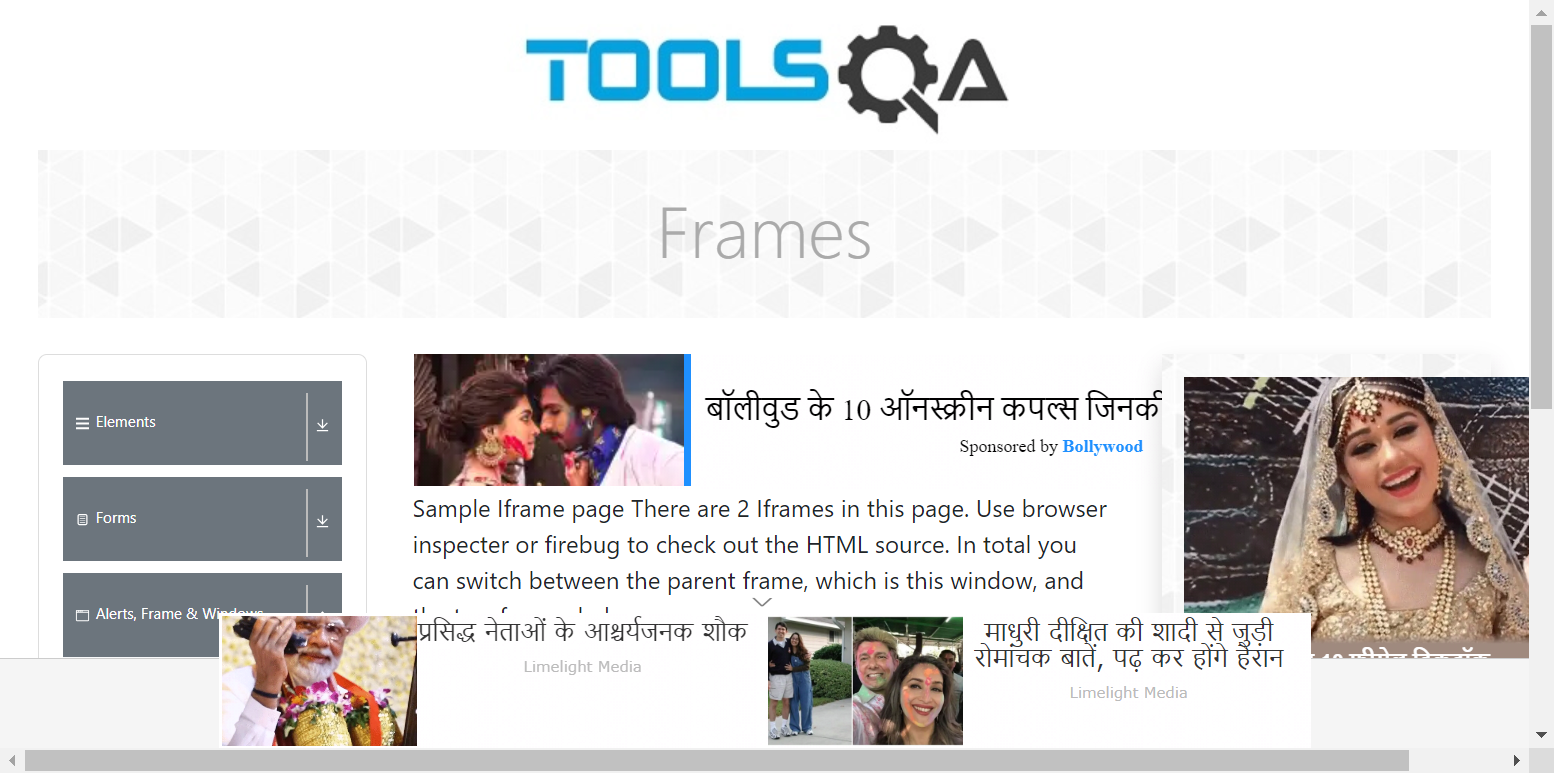 TOOLSQA
Frames
Elements
Forms
Alerts, Frame & Windows
बॉलीवुड के 10 ऑनस्क्रीन कपल्स जिनकी
Sponsored by Bollywood
Sample Iframe page There are 2 Iframes in this page. Use browser
inspecter or firebug to check out the HTML source. In total you
can switch between the parent frame, which is this window, and
प्रसिद्ध नेताओं के आश्चर्यजनक शौक
Limelight Media
माधुरी दीक्षित की शादी से जुड़ी
रोमांचक बातें, पढ़ कर होंगे हैरान
Limelight Media